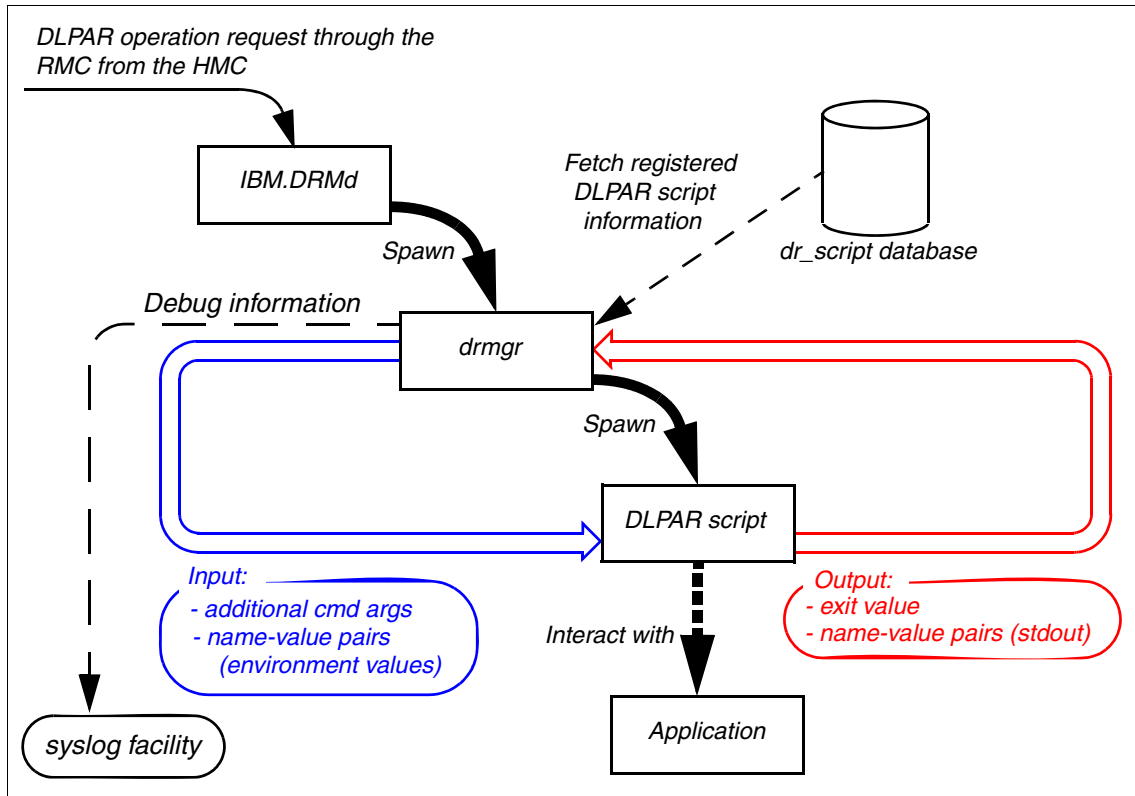 DLPAR operation request through the
RMC from the HMC
IBM.DRMd
Fetch registered
DLPAR script
information
dr_script database
Spawn
Debug information
drmgr
Spawn
DLPAR script
Input:
- additional cmd args
- name-value pairs
(environment values)
Output:
- exit value
- name-value pairs (stdout)
Interact with
Application
syslog facility